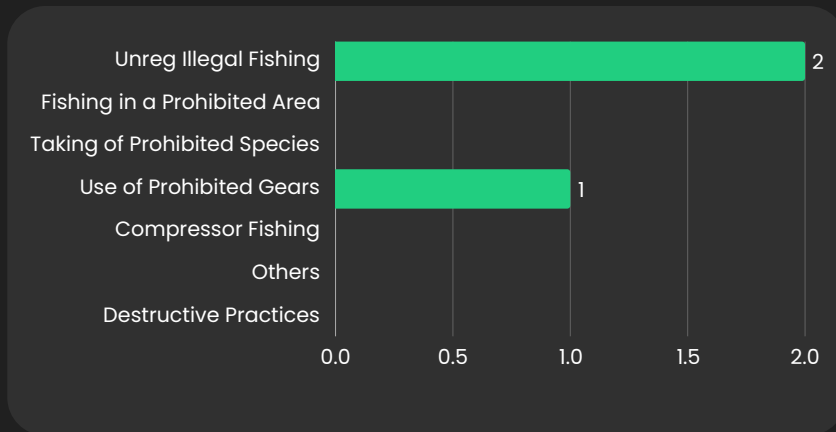 Unreg Illegal Fishing 2
Fishing in a Prohibited Area
Taking of Prohibited Species
Use of Prohibited Gears 1
Compressor Fishing
Others
Destructive Practices
0.0 0.5 1.0 1.5 2.0